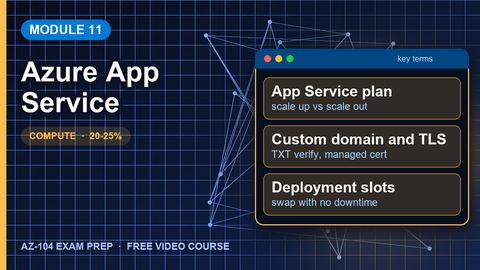 MODULE 11
Azure App
Service
COMPUTE · 20-25%
key terms
App Service plan
scale up vs scale out
Custom domain and TLS
TXT verify, managed cert
Deployment slots
swap with no downtime
AZ-104 EXAM PREP · FREE VIDEO COURSE